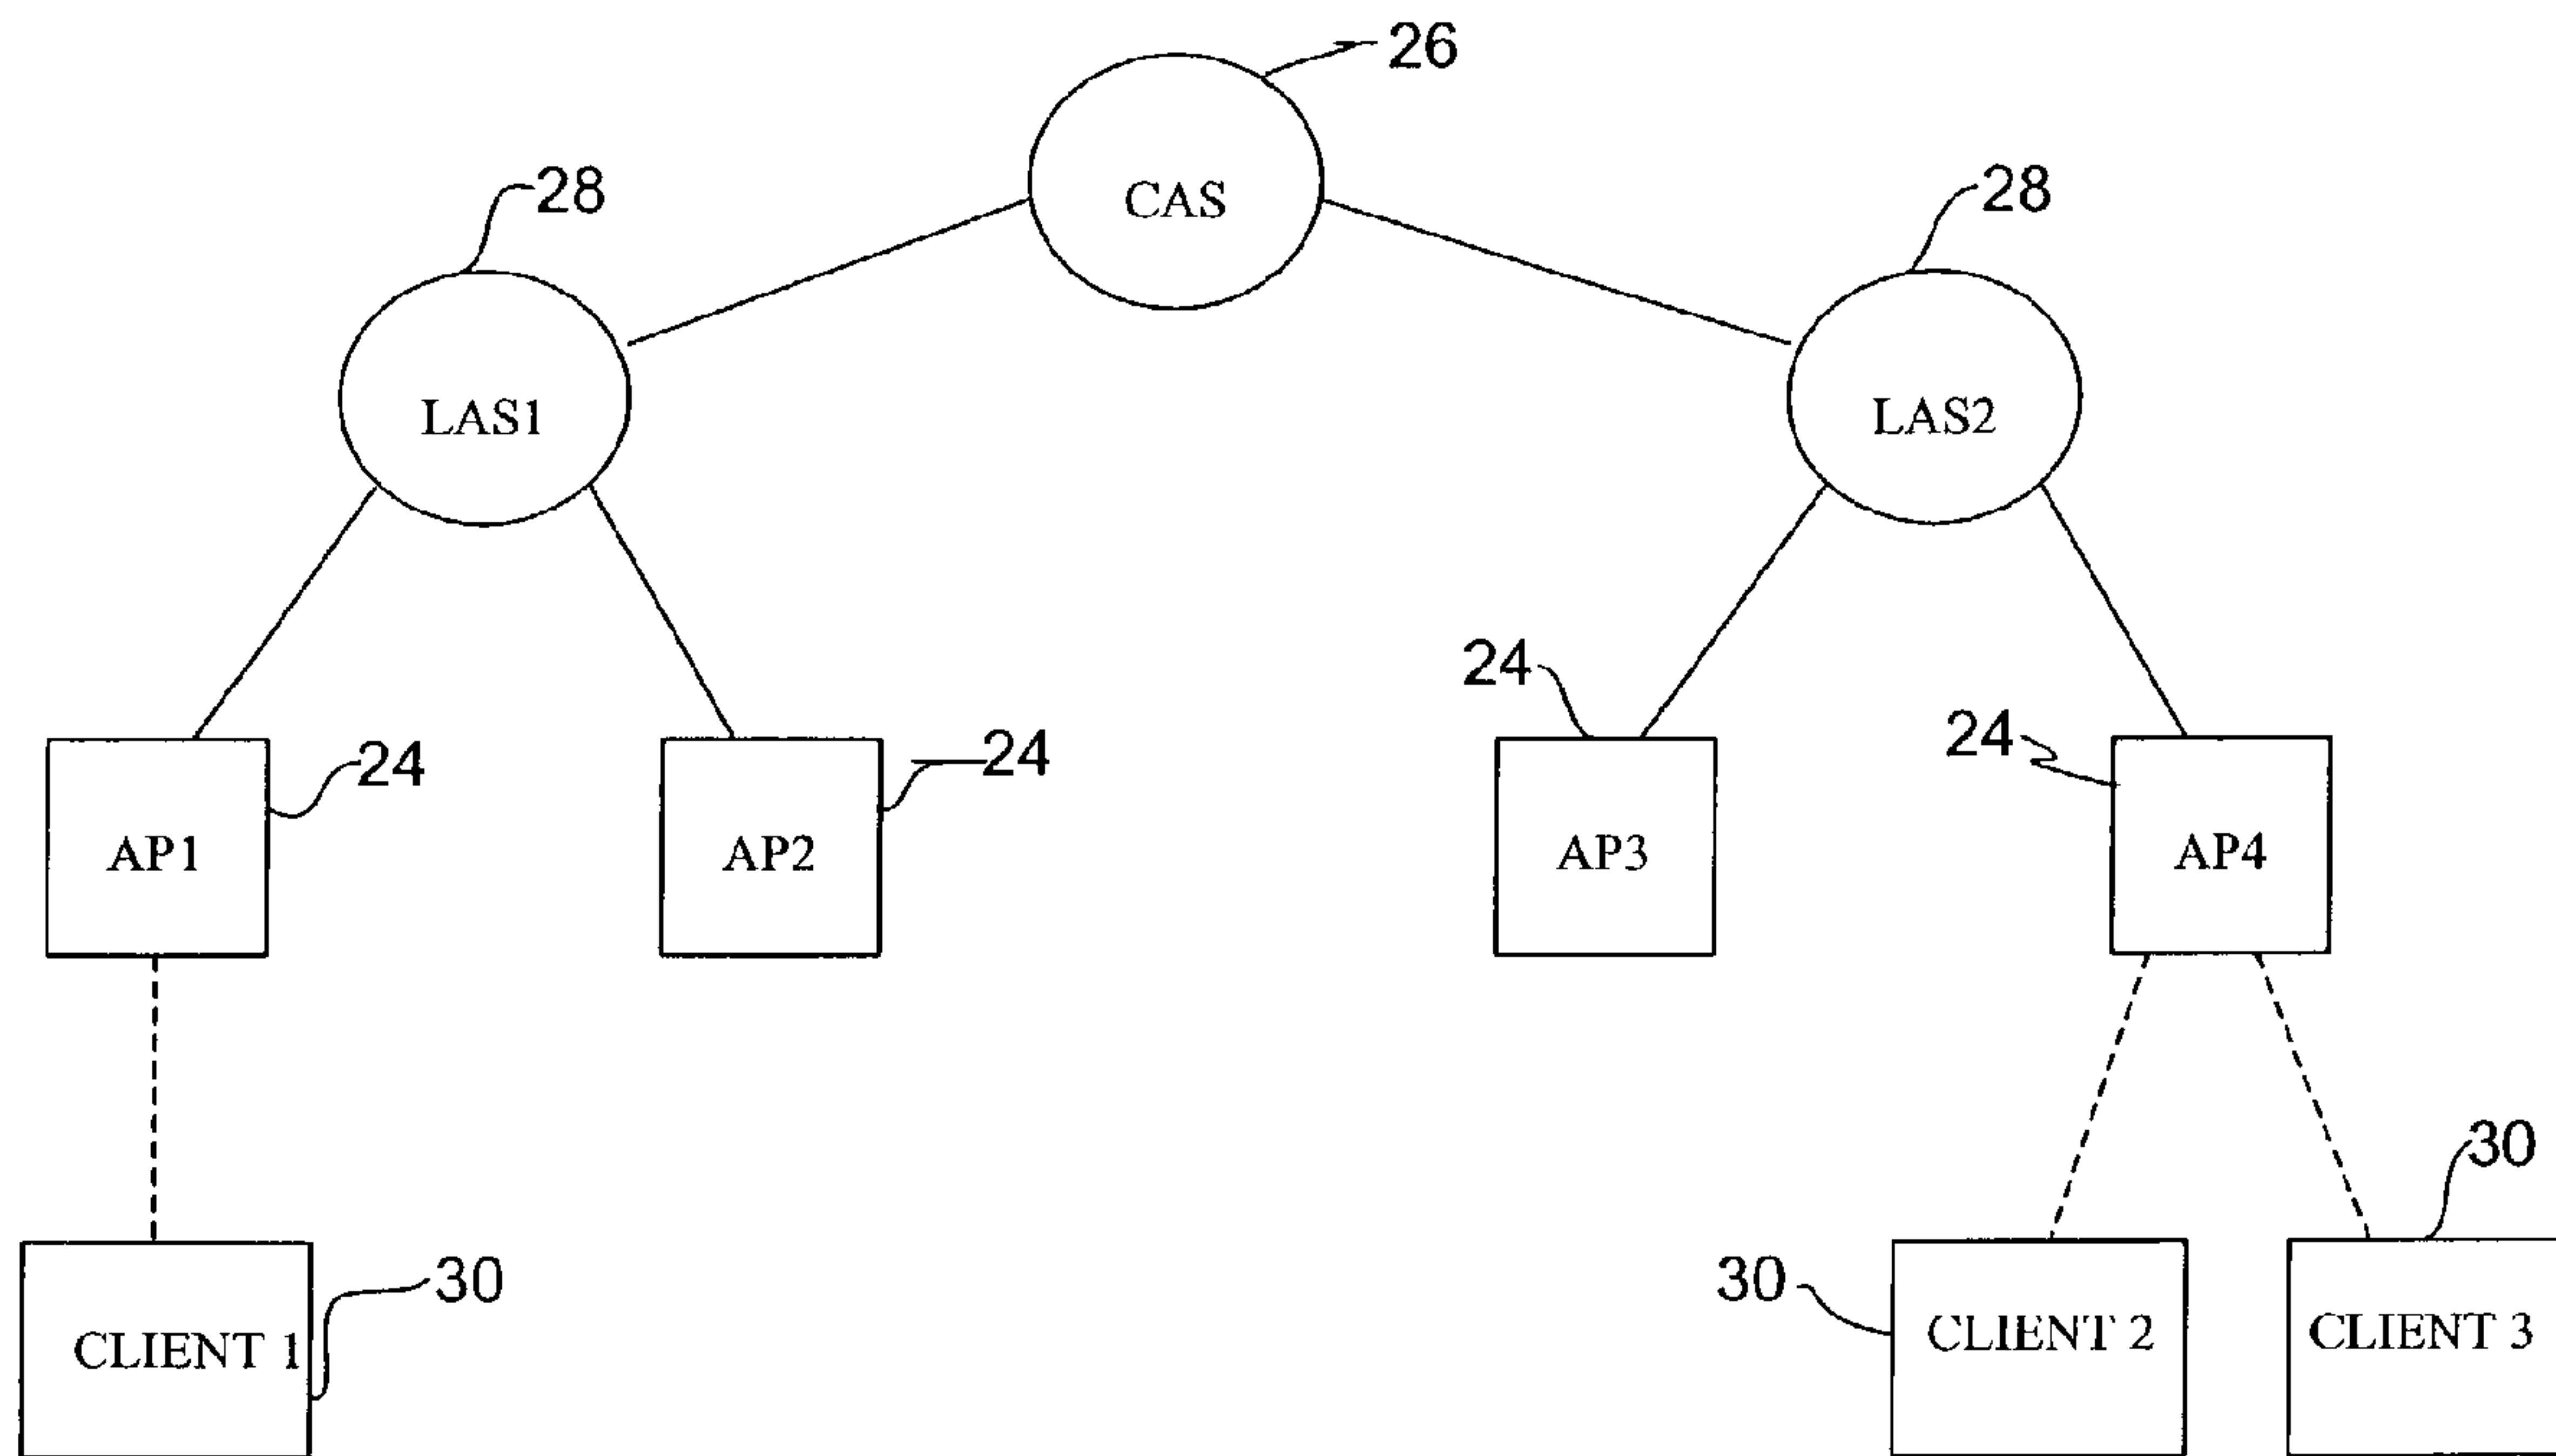 26
CAS
28
28
LAS1
LAS2
24
24
24
24
AP1
AP2
AP3
AP4
30
30
30
CLIENT 1
CLIENT 2
CLIENT 3